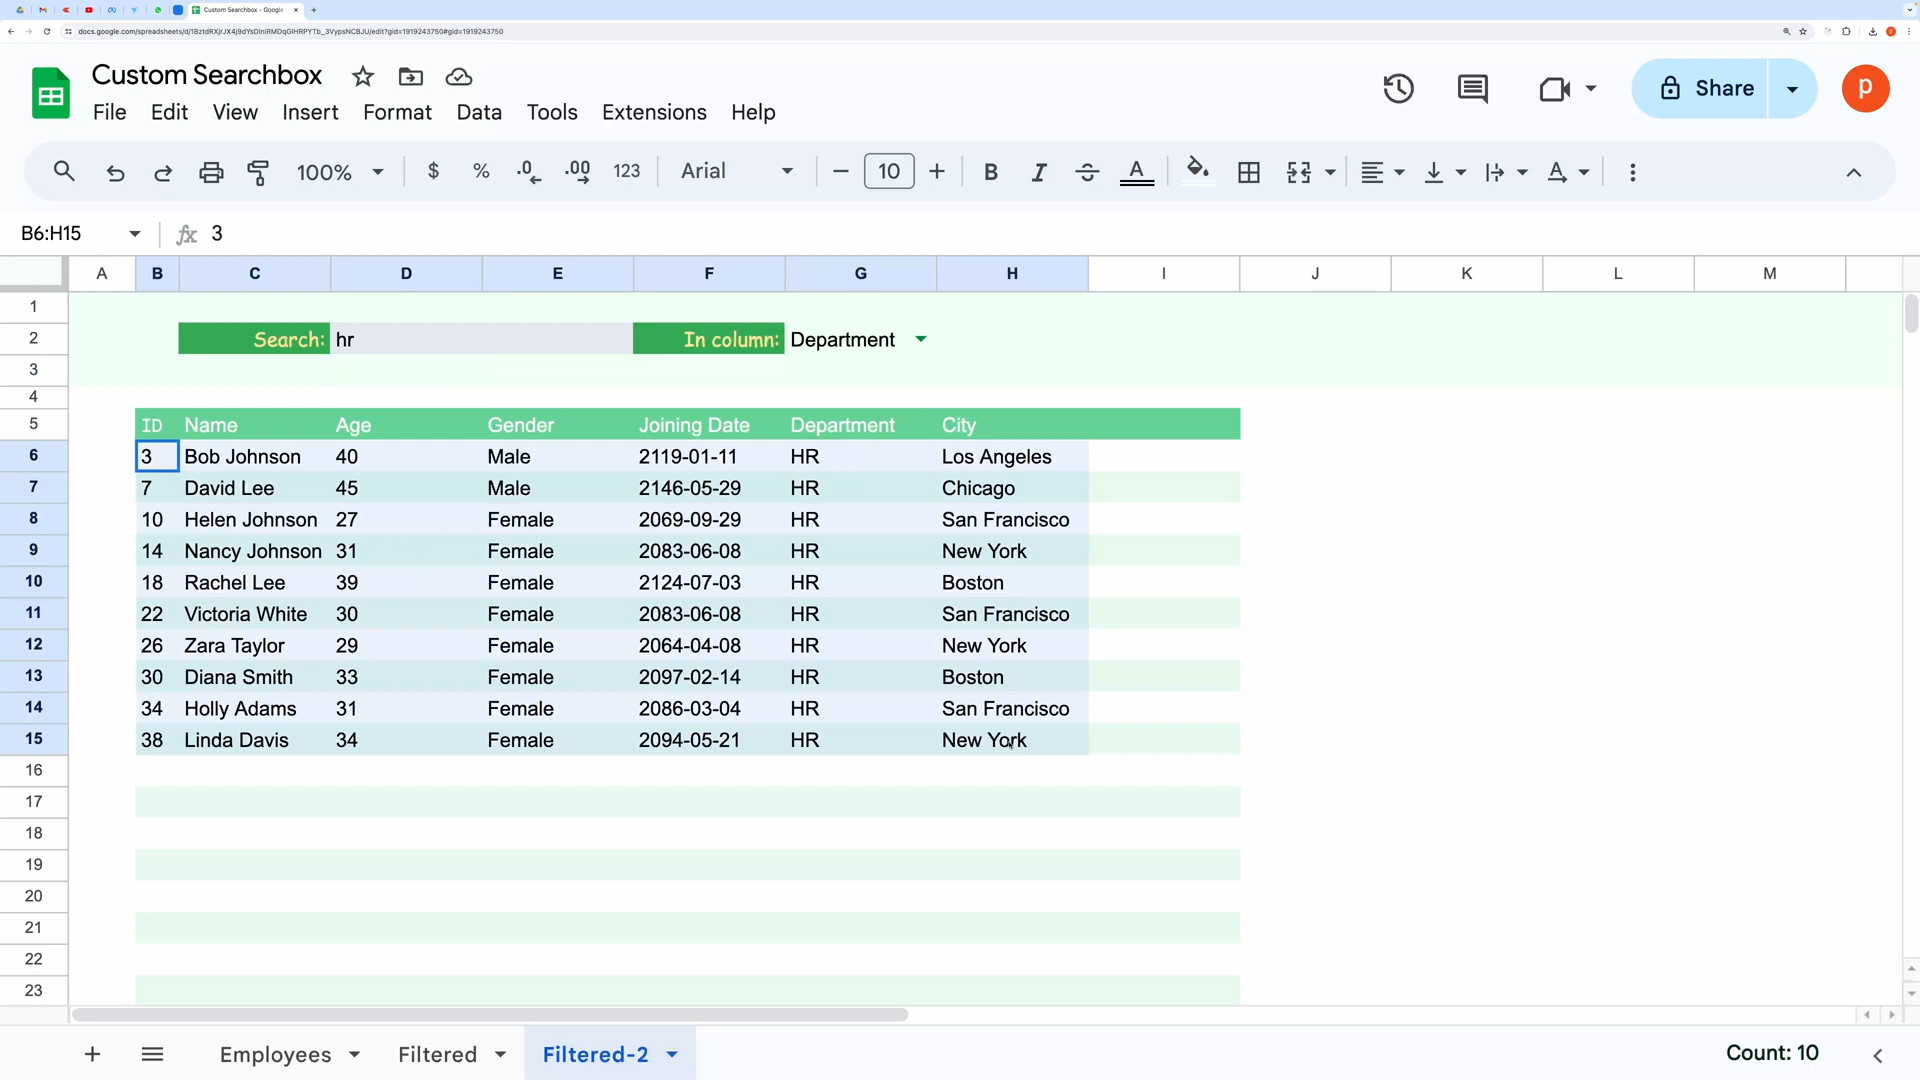 Custom Searchbox - Google
docs.google.com/spreadsheets/d/1BztdRXjrJX4j9dYsDIniRMDqGlHRPYTb_3VypsNCBJU/edit?gid=1919243750#gid=1919243750
Custom Searchbox
File Edit View Insert Format Data Tools Extensions Help
Share
p
100% $ % .0 .00 123 Arial 10 B I A
B6:H15 fx 3
A B C D E F G H I J K L M
1
2 Search: hr In column: Department
3
4
5 ID Name Age Gender Joining Date Department City
6 3 Bob Johnson 40 Male 2119-01-11 HR Los Angeles
7 7 David Lee 45 Male 2146-05-29 HR Chicago
8 10 Helen Johnson 27 Female 2069-09-29 HR San Francisco
9 14 Nancy Johnson 31 Female 2083-06-08 HR New York
10 18 Rachel Lee 39 Female 2124-07-03 HR Boston
11 22 Victoria White 30 Female 2083-06-08 HR San Francisco
12 26 Zara Taylor 29 Female 2064-04-08 HR New York
13 30 Diana Smith 33 Female 2097-02-14 HR Boston
14 34 Holly Adams 31 Female 2086-03-04 HR San Francisco
15 38 Linda Davis 34 Female 2094-05-21 HR New York
16
17
18
19
20
21
22
23
Employees Filtered Filtered-2 Count: 10